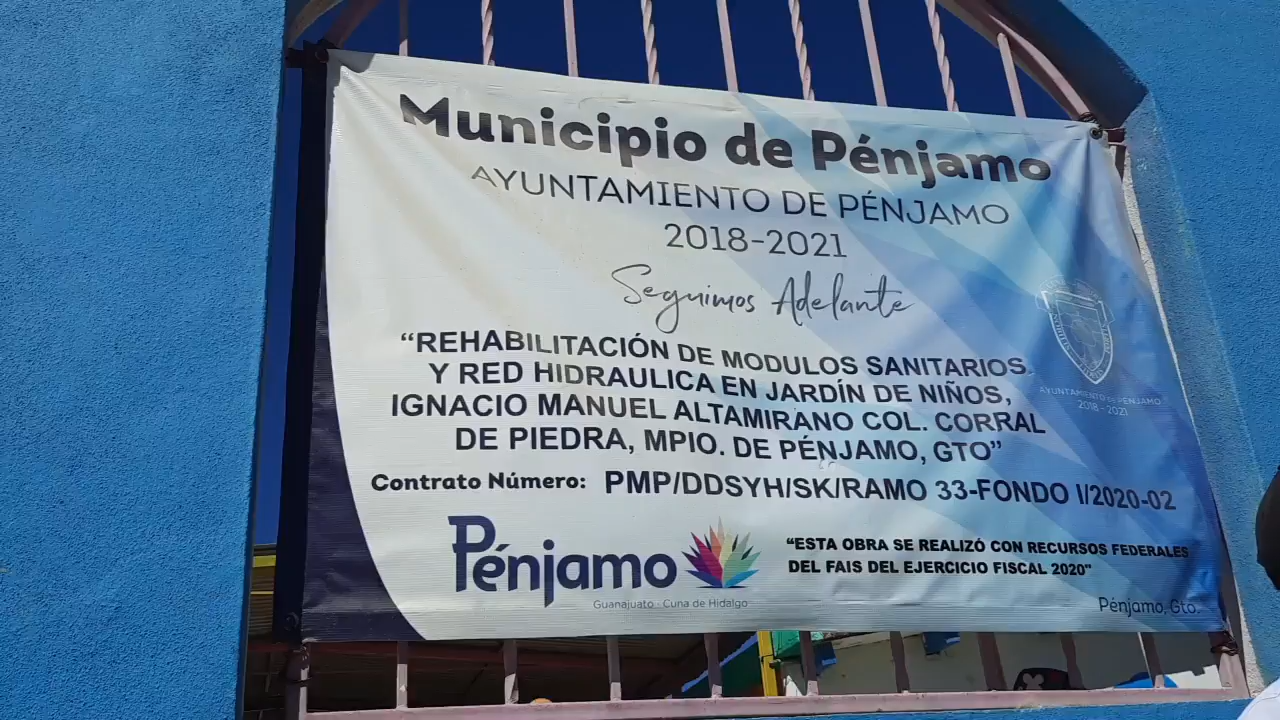 Municipio de Pénjamo
AYUNTAMIENTO DE PÉNJAMO
2018-2021
Seguimos Adelante
“REHABILITACIÓN DE MODULOS SANITARIOS
Y RED HIDRAULICA EN JARDÍN DE NIÑOS,
IGNACIO MANUEL ALTAMIRANO COL. CORRAL
DE PIEDRA, MPIO. DE PÉNJAMO, GTO”
AYUNTAMIENTO DE PÉNJAMO
2018 - 2021
Contrato Número: PMP/DDSYH/SK/RAMO 33-FONDO I/2020-02
Pénjamo
Guanajuato · Cuna de Hidalgo
“ESTA OBRA SE REALIZÓ CON RECURSOS FEDERALES
DEL FAIS DEL EJERCICIO FISCAL 2020"
Pénjamo, Gto.